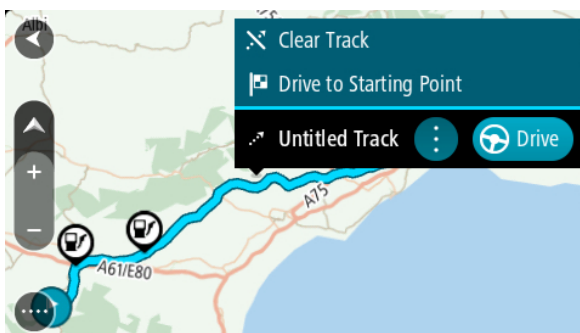 Albi
Clear Track
Drive to Starting Point
Untitled Track
Drive
A75
A61/E80